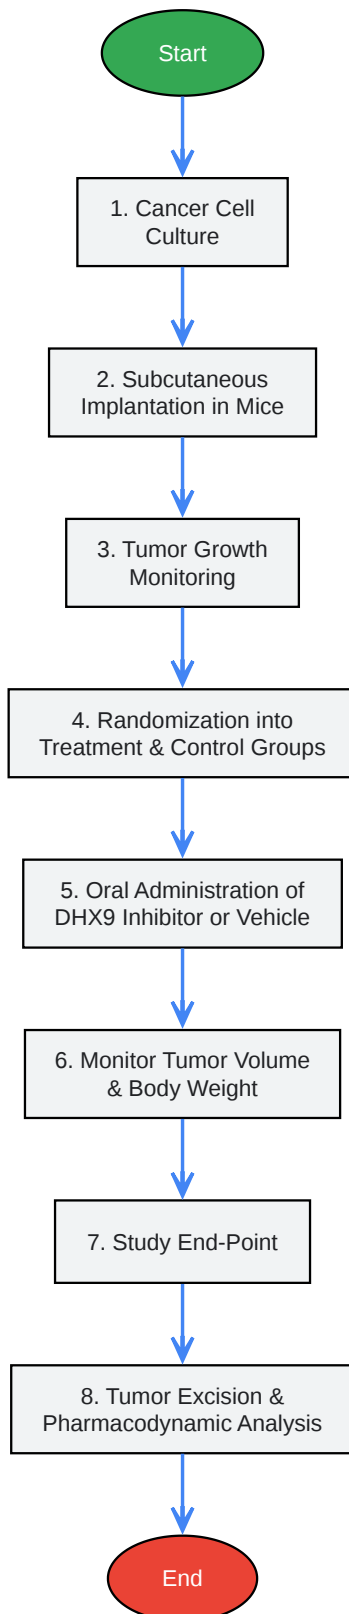 Start
1. Cancer Cell
Culture
2. Subcutaneous
Implantation in Mice
3. Tumor Growth
Monitoring
4. Randomization into
Treatment & Control Groups
5. Oral Administration of
DHX9 Inhibitor or Vehicle
6. Monitor Tumor Volume
& Body Weight
7. Study End-Point
8. Tumor Excision &
Pharmacodynamic Analysis
End